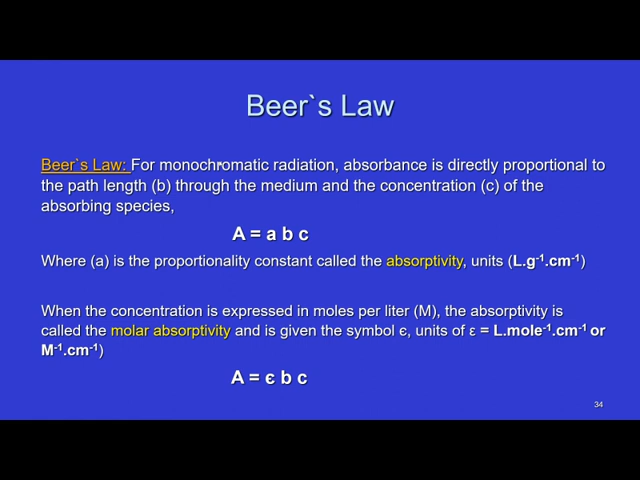 Beer`s Law
Beer`s Law: For monochromatic radiation, absorbance is directly proportional to
the path length (b) through the medium and the concentration (c) of the
absorbing species,
A = a b c
Where (a) is the proportionality constant called the absorptivity, units (L.g⁻¹.cm⁻¹)
When the concentration is expressed in moles per liter (M), the absorptivity is
called the molar absorptivity and is given the symbol є, units of ε = L.mole⁻¹.cm⁻¹ or
M⁻¹.cm⁻¹)
A = є b c
34